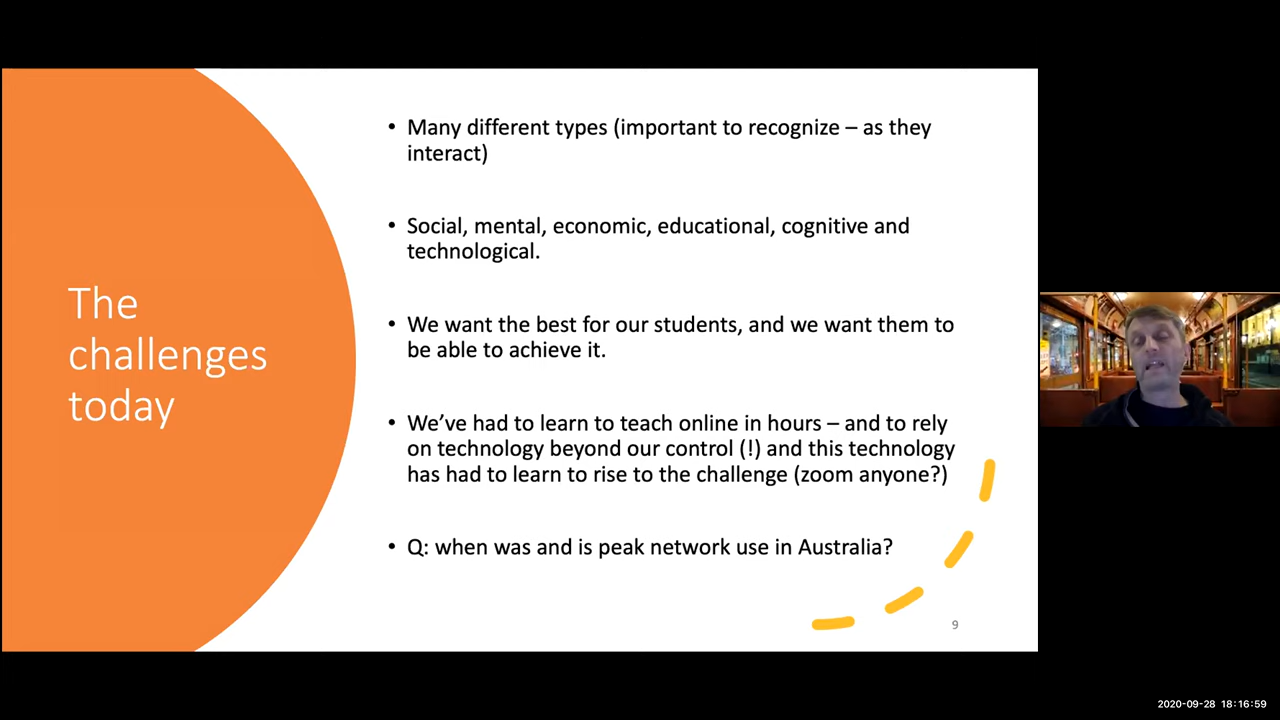 The
challenges
today
• Many different types (important to recognize – as they
interact)
• Social, mental, economic, educational, cognitive and
technological.
• We want the best for our students, and we want them to
be able to achieve it.
• We’ve had to learn to teach online in hours – and to rely
on technology beyond our control (!) and this technology
has had to learn to rise to the challenge (zoom anyone?)
• Q: when was and is peak network use in Australia?
9
2020-09-28 18:16:59